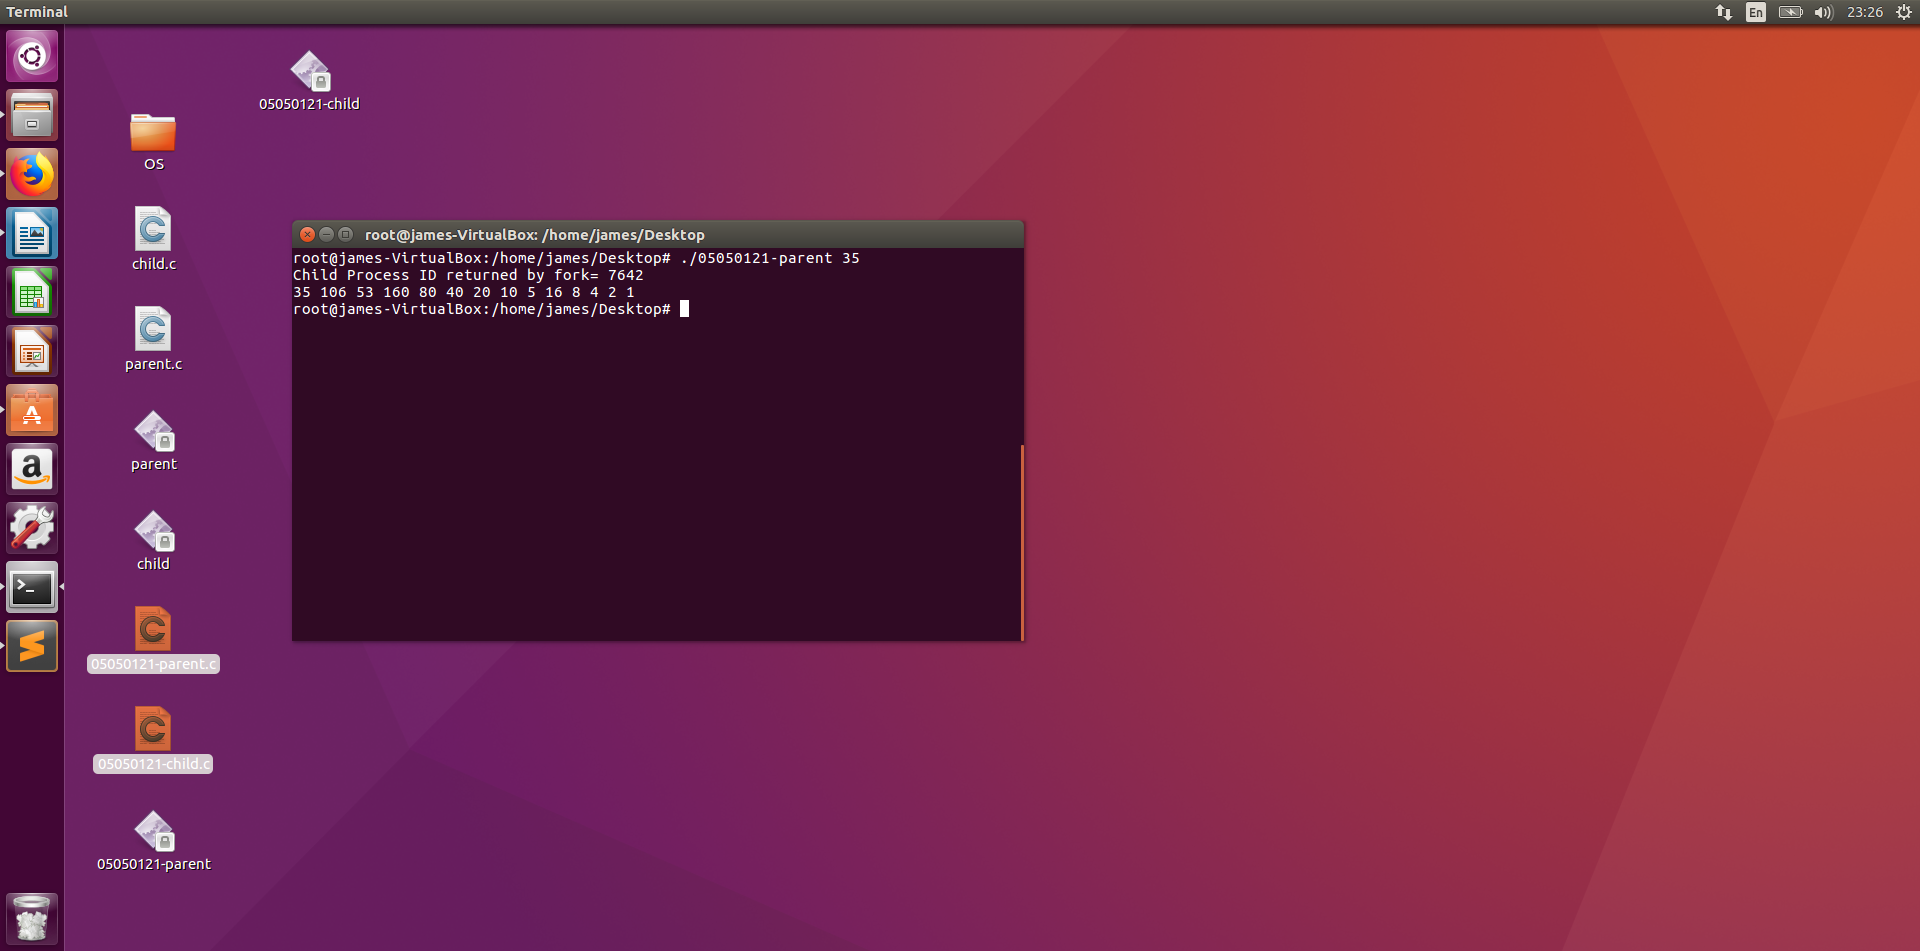 Terminal
En
23:26
05050121-child
OS
child.c
parent.c
parent
child
05050121-parent.c
05050121-child.c
05050121-parent
root@james-VirtualBox: /home/james/Desktop
root@james-VirtualBox:/home/james/Desktop# ./05050121-parent 35
Child Process ID returned by fork= 7642
35 106 53 160 80 40 20 10 5 16 8 4 2 1
root@james-VirtualBox:/home/james/Desktop#